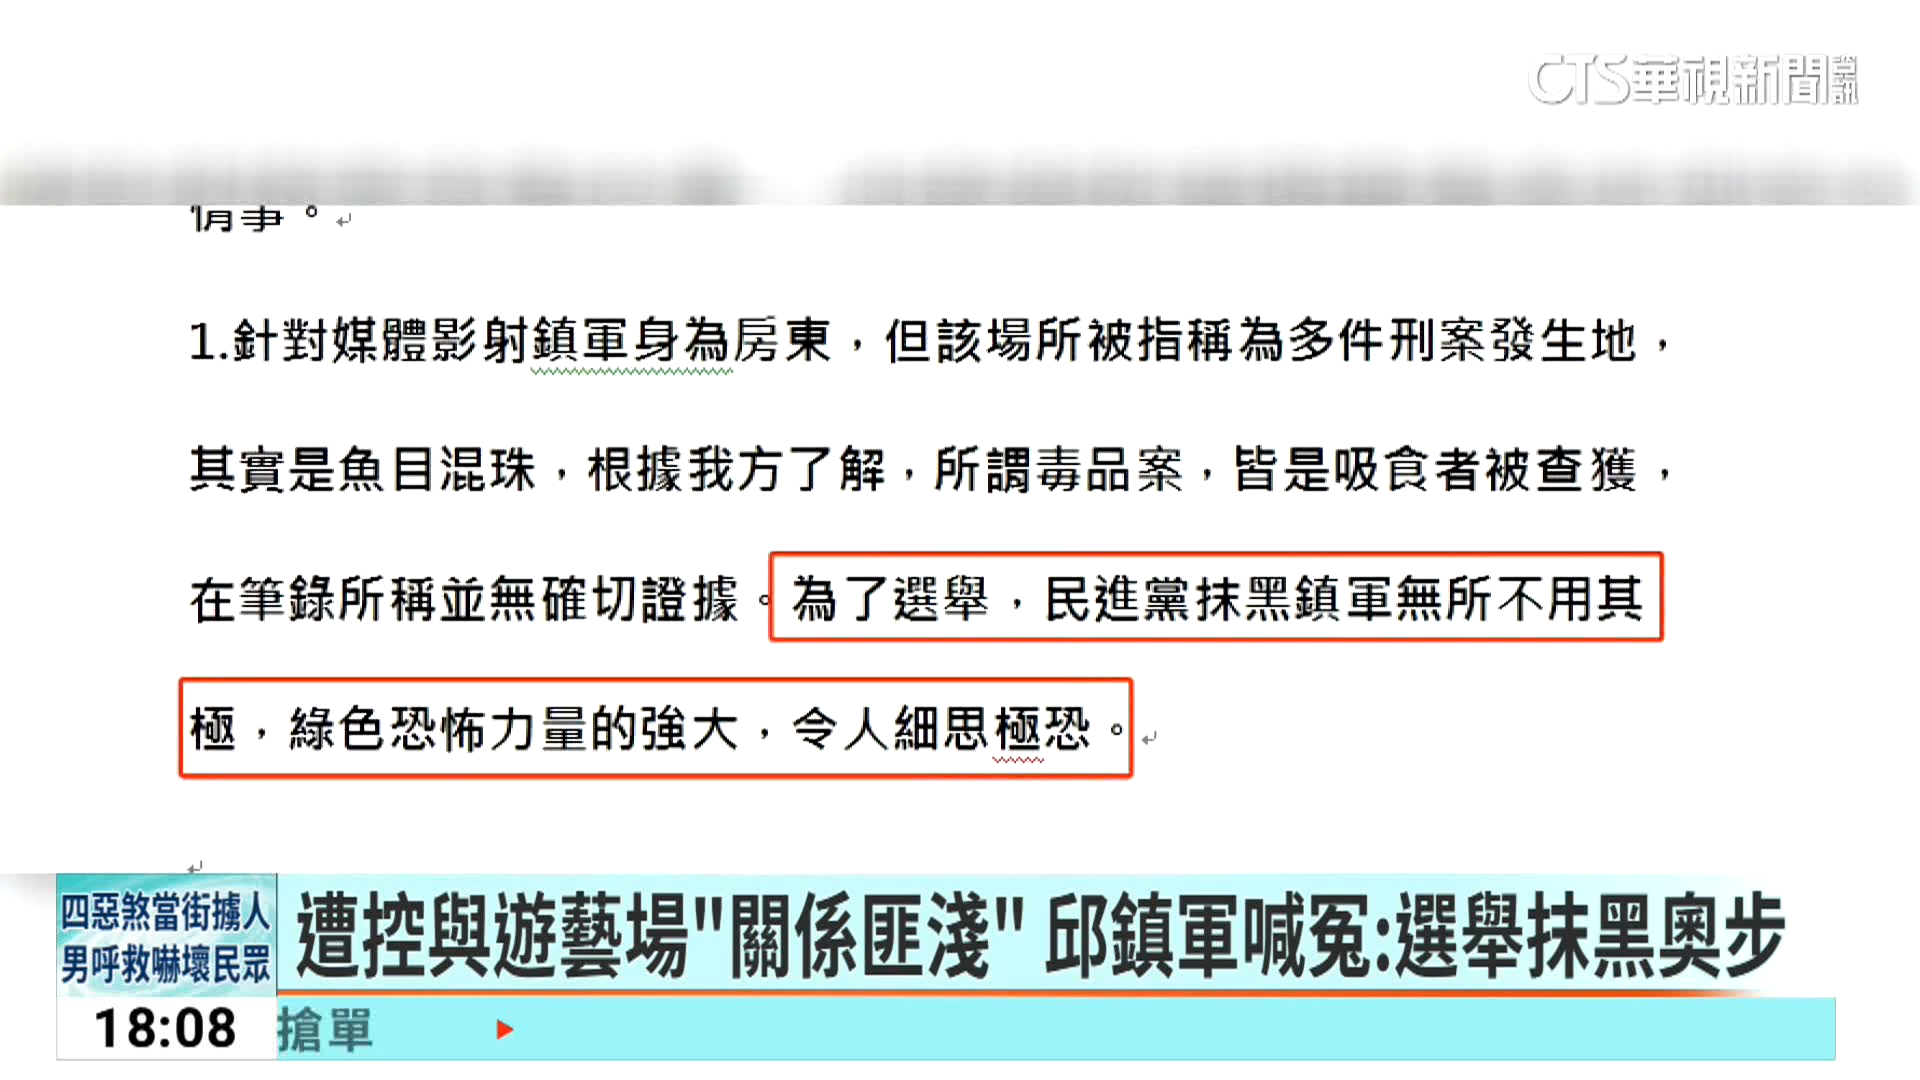 CTS華視新聞資訊
情事。
1.針對媒體影射鎮軍身為房東，但該場所被指稱為多件刑案發生地，
其實是魚目混珠，根據我方了解，所謂毒品案，皆是吸食者被查獲，
在筆錄所稱並無確切證據。為了選舉，民進黨抹黑鎮軍無所不用其
極，綠色恐怖力量的強大，令人細思極恐。
四惡煞當街擄人
男呼救嚇壞民眾
遭控與遊藝場"關係匪淺" 邱鎮軍喊冤:選舉抹黑奧步
18:08
搶單